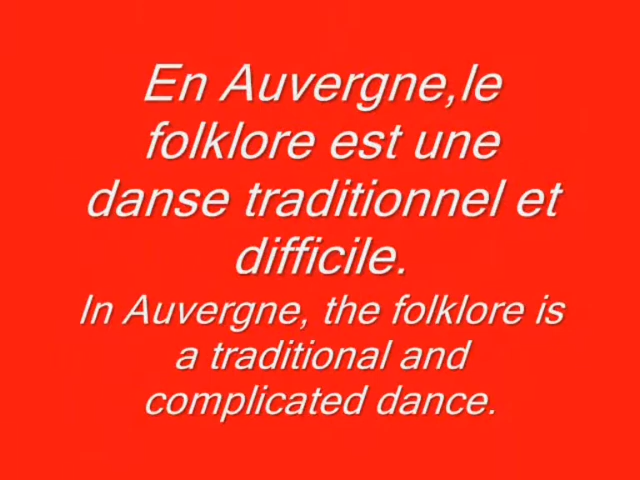 En Auvergne,le
folklore est une
danse traditionnel et
difficile.
In Auvergne, the folklore is
a traditional and
complicated dance.